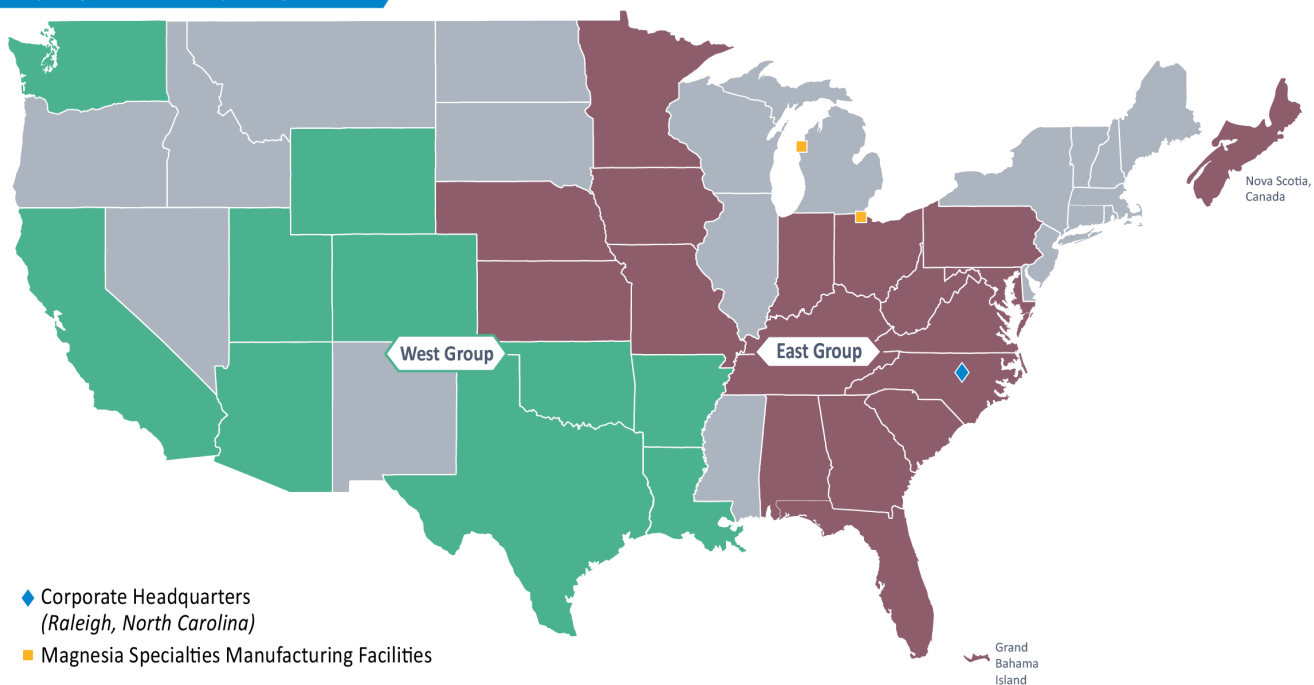 West Group
East Group
Nova Scotia,
Canada
Corporate Headquarters
(Raleigh, North Carolina)
Magnesia Specialties Manufacturing Facilities
Grand
Bahama
Island